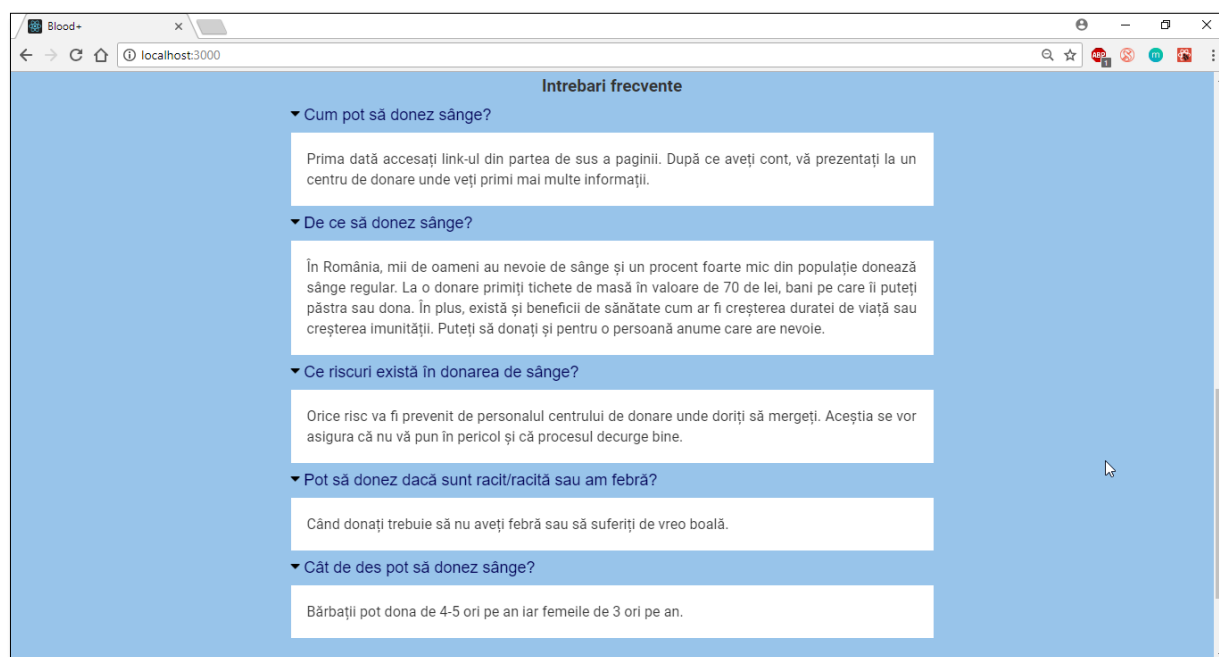 Blood+
localhost:3000
ABP
1
m
Intrebari frecvente
Cum pot să donez sânge?
Prima dată accesați link-ul din partea de sus a paginii. După ce aveți cont, vă prezentați la un
centru de donare unde veți primi mai multe informații.
De ce să donez sânge?
În România, mii de oameni au nevoie de sânge și un procent foarte mic din populație donează
sânge regular. La o donare primiți tichete de masă în valoare de 70 de lei, bani pe care îi puteți
păstra sau dona. În plus, există și beneficii de sănătate cum ar fi creșterea duratei de viață sau
creșterea imunității. Puteți să donați și pentru o persoană anume care are nevoie.
Ce riscuri există în donarea de sânge?
Orice risc va fi prevenit de personalul centrului de donare unde doriți să mergeți. Aceștia se vor
asigura că nu vă pun în pericol și că procesul decurge bine.
Pot să donez dacă sunt racit/racită sau am febră?
Când donați trebuie să nu aveți febră sau să suferiți de vreo boală.
Cât de des pot să donez sânge?
Bărbații pot dona de 4-5 ori pe an iar femeile de 3 ori pe an.